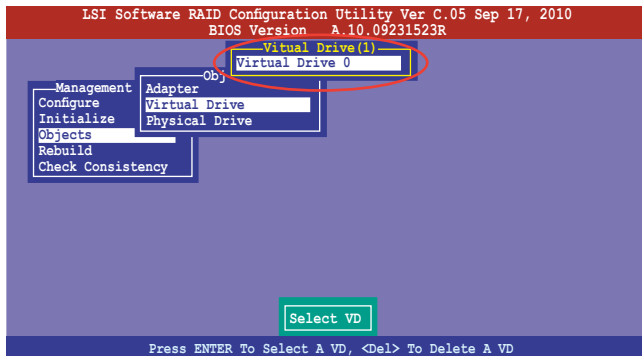 LSI Software RAID Configuration Utility Ver C.05 Sep 17, 2010
BIOS Version A.10.09231523R
Vitual Drive(1)
Virtual Drive 0
Obj
Management
Adapter
Configure
Virtual Drive
Initialize
Physical Drive
Objects
Rebuild
Check Consistency
Select VD
Press ENTER To Select A VD, <Del> To Delete A VD